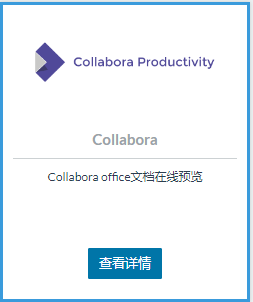 Collabora Productivity
Collabora
Collabora office文档在线预览
查看详情